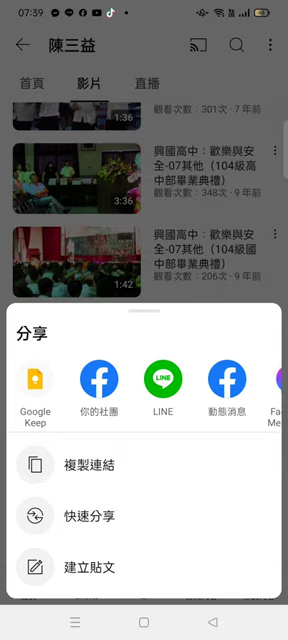 07:39
陳三益
首頁
影片
直播
觀看次數：301次 · 7 年前
1:36
興國高中：歡樂與安
全-07其他（104級高
中部畢業典禮）
觀看次數：348次 · 9 年前
3:36
興國高中：歡樂與安
全-07其他（104級國
中部畢業典禮）
觀看次數：206次 · 9 年前
1:42
分享
Google
Keep
你的社團
LINE
LINE
動態消息
Fa
Me
複製連結
快速分享
建立貼文